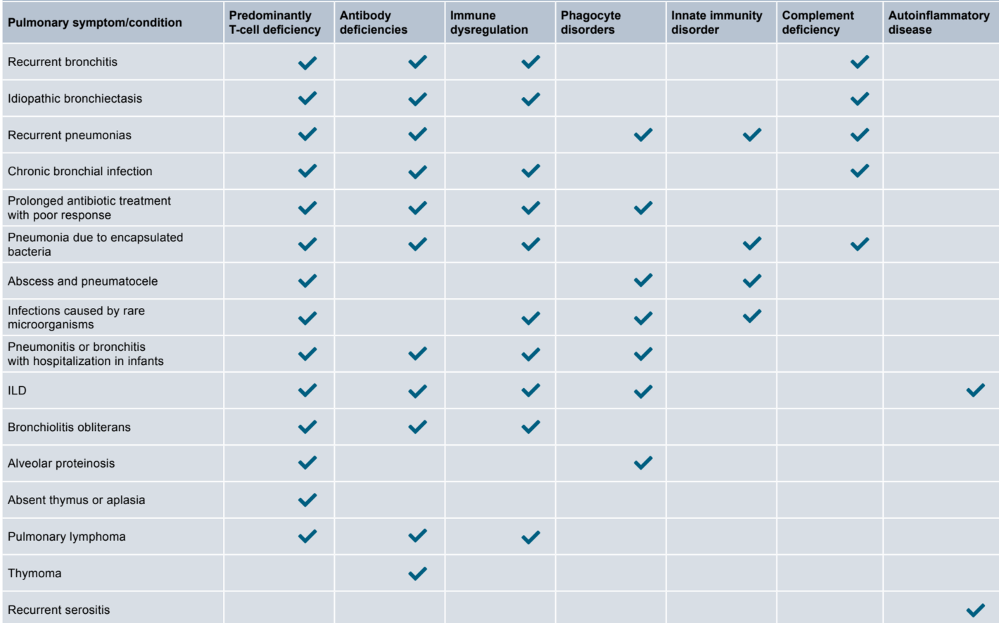 Pulmonary symptom/condition
Predominantly
T-cell deficiency
Antibody
deficiencies
Immune
dysregulation
Phagocyte
disorders
Innate immunity
disorder
Complement
deficiency
Autoinflammatory
disease
Recurrent bronchitis
Idiopathic bronchiectasis
Recurrent pneumonias
Chronic bronchial infection
Prolonged antibiotic treatment
with poor response
Pneumonia due to encapsulated
bacteria
Abscess and pneumatocele
Infections caused by rare
microorganisms
Pneumonitis or bronchitis
with hospitalization in infants
ILD
Bronchiolitis obliterans
Alveolar proteinosis
Absent thymus or aplasia
Pulmonary lymphoma
Thymoma
Recurrent serositis